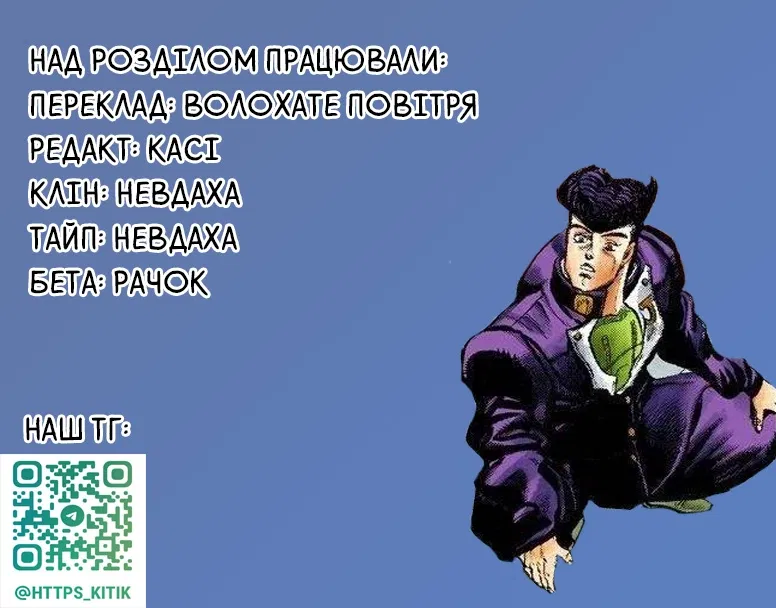 НАД РОЗДІЛОМ ПРАЦЮВАЛИ:
ПЕРЕКЛАД: ВОЛОХАТЕ ПОВІТРЯ
РЕДАКТ: КАСІ
КЛІН: НЕВДАХА
ТАЙП: НЕВДАХА
БЕТА: РАЧОК
НАШ ТГ:
@HTTPS_KITIK